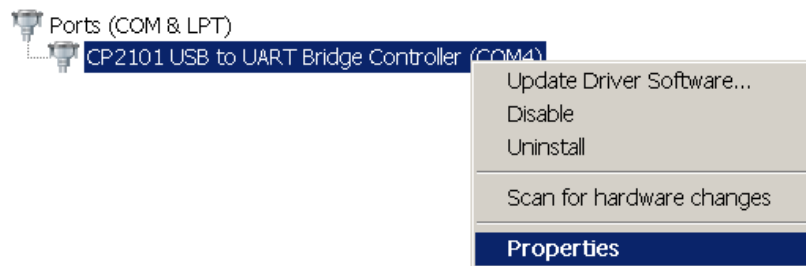 Ports (COM & LPT)
CP2101 USB to UART Bridge Controller (COM4)
Update Driver Software...
Disable
Uninstall
Scan for hardware changes
Properties